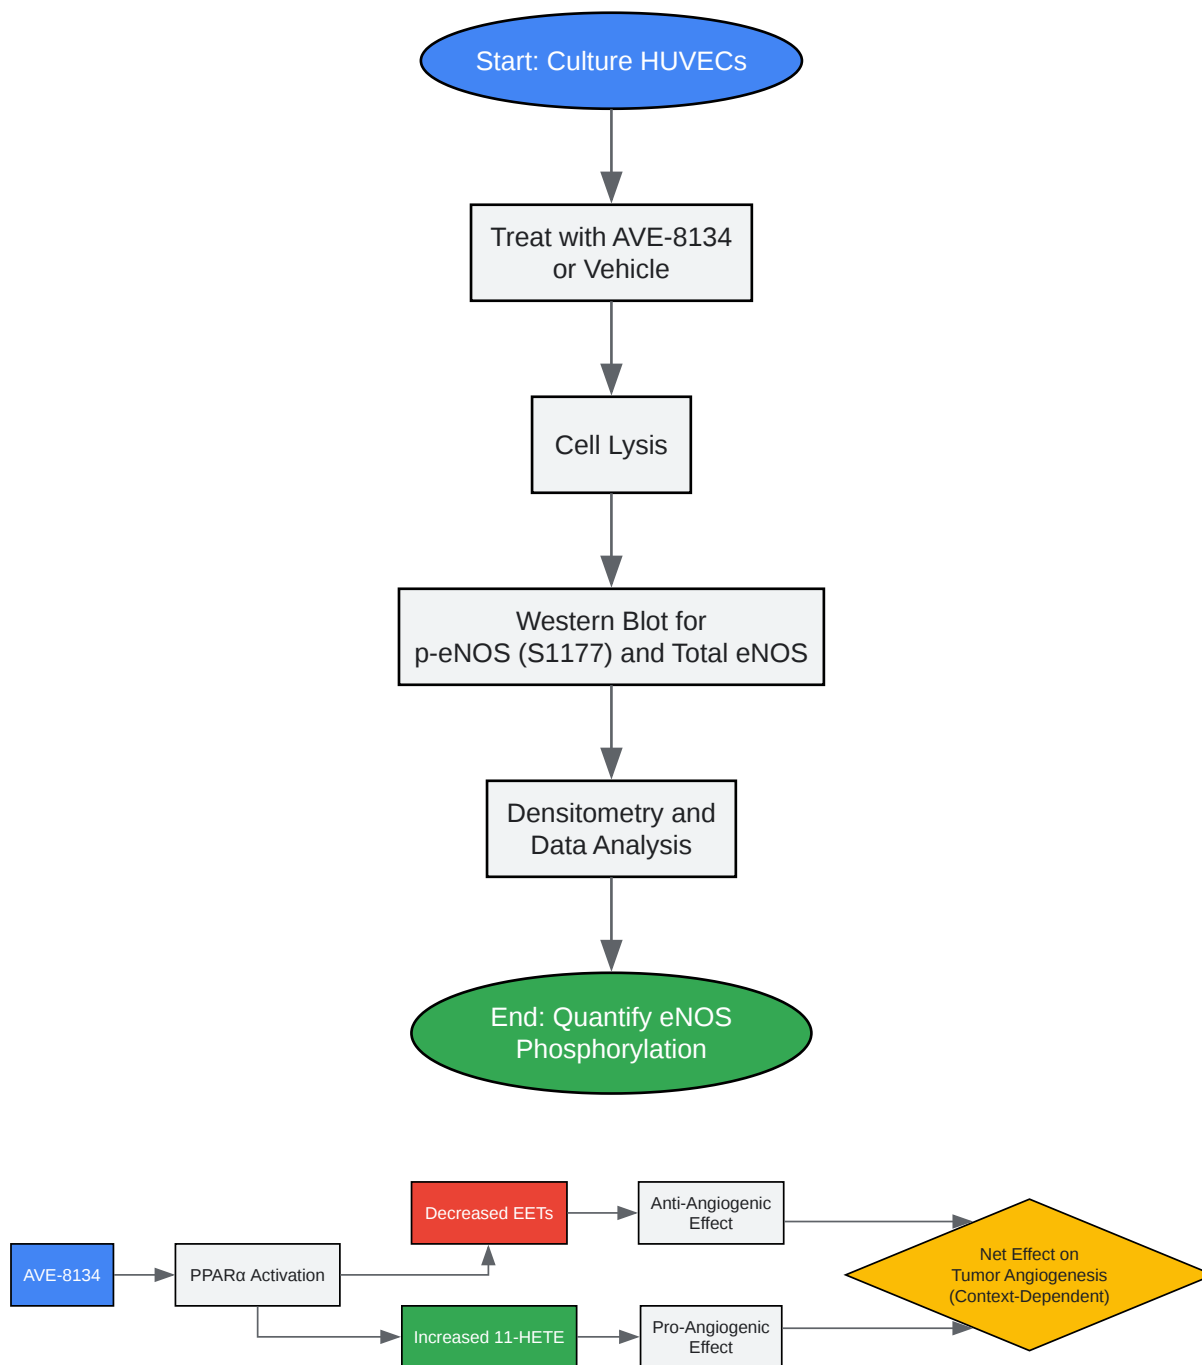 Start: Culture HUVECs
Treat with AVE-8134
or Vehicle
Cell Lysis
Western Blot for
p-eNOS (S1177) and Total eNOS
Densitometry and
Data Analysis
End: Quantify eNOS
Phosphorylation
AVE-8134
PPARα Activation
Decreased EETs
Anti-Angiogenic
Effect
Increased 11-HETE
Pro-Angiogenic
Effect
Net Effect on
Tumor Angiogenesis
(Context-Dependent)